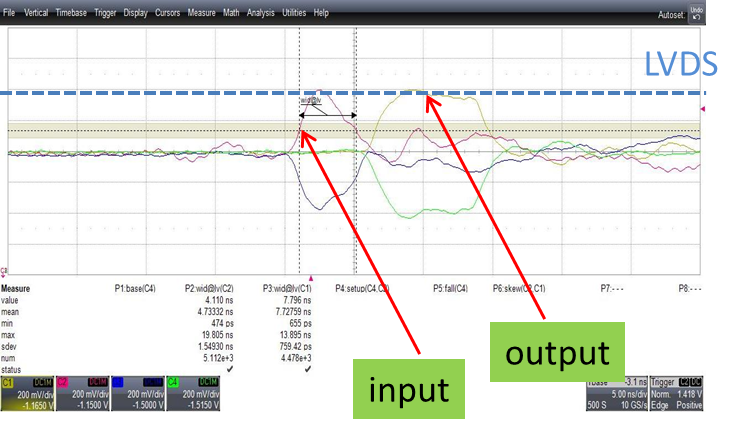 File Vertical Timebase Trigger Display Cursors Measure Math Analysis Utilities Help
Autoset: Undo
LVDS
wid@lv
C3
Measure P1:base(C4) P2:wid@lv(C2) P3:wid@lv(C1) P4:setup(C4,C2) P5:fall(C4) P6:skew(C2,C1) P7:--- P8:---
value 4.110 ns 7.796 ns
mean 4.73332 ns 7.72759 ns
min 474 ps 655 ps
max 19.805 ns 13.895 ns
sdev 1.54930 ns 759.42 ps
num 5.112e+3 4.478e+3
status
input
output
C1 DC1M C2 DC1M C3 DC1M C4 DC1M
200 mV/div 200 mV/div 200 mV/div 200 mV/div
-1.1650 V -1.1500 V -1.5000 V -1.5150 V
Tbase -3.1 ns Trigger C2 DC
5.00 ns/div Norm. 1.418 V
500 S 10 GS/s Edge Positive